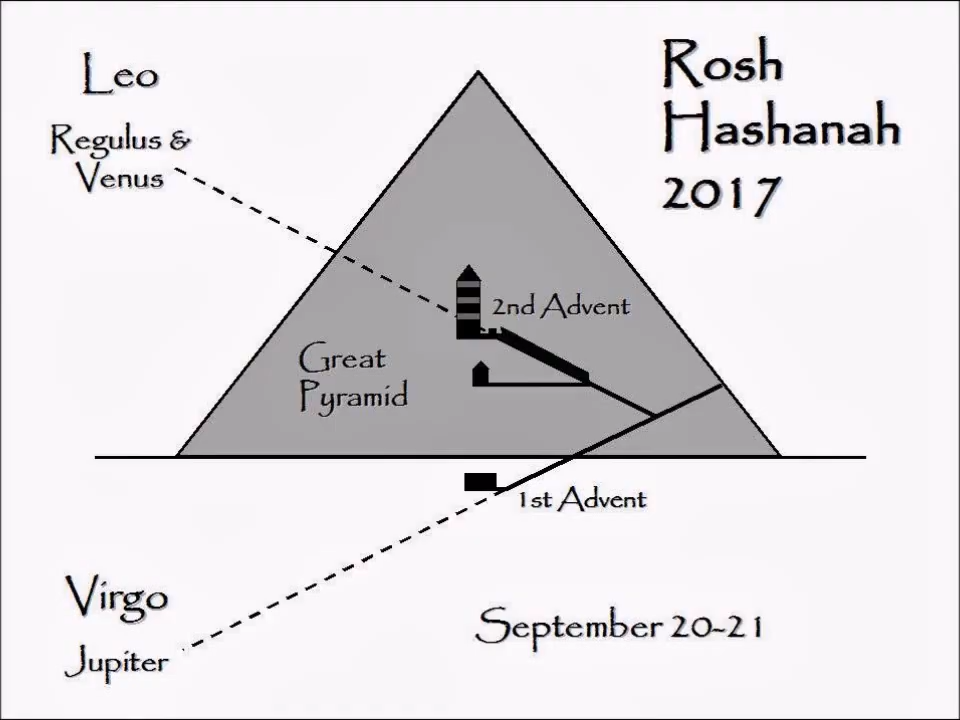 Leo
Regulus &
Venus
Rosh
Hashanah
2017
2nd Advent
Great
Pyramid
1st Advent
Virgo
Jupiter
September 20-21